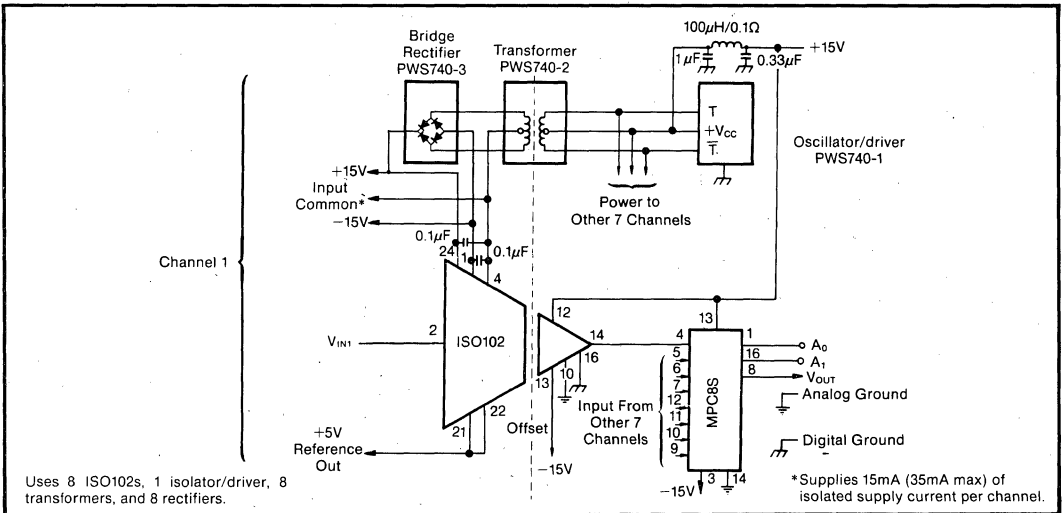 100µH/0.1Ω
Bridge
Rectifier
PWS740-3
Transformer
PWS740-2
+15V
1µF
0.33µF
T
+VCC
T̅
Oscillator/driver
PWS740-1
+15V
Input
Common*
−15V
Power to
Other 7 Channels
0.1µF
0.1µF
24
1
4
Channel 1
12
13
2
VIN1
ISO102
14
4
1
A0
16
16
A1
5
8
VOUT
13
10
6
Analog Ground
7
MPC8S
12
22
21
Offset
Input From
Other 7
Channels
11
10
9
+5V
Reference
Out
Digital Ground
−15V
−15V
3
14
Uses 8 ISO102s, 1 isolator/driver, 8
transformers, and 8 rectifiers.
*Supplies 15mA (35mA max) of
isolated supply current per channel.